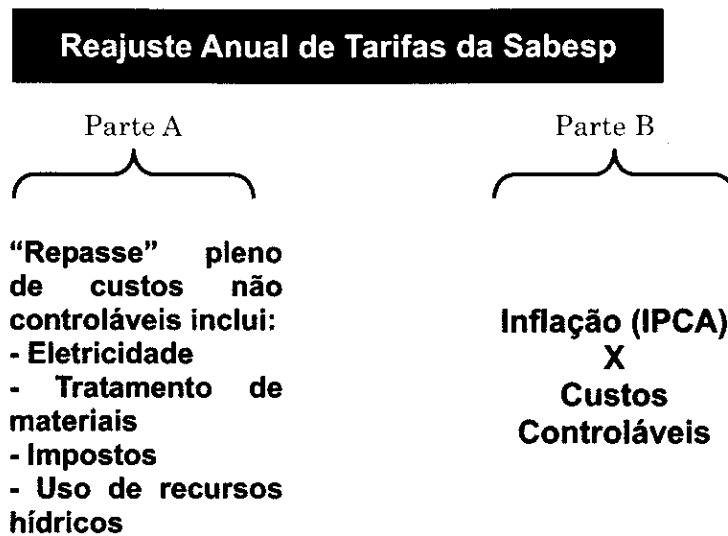 Reajuste Anual de Tarifas da Sabesp
Parte A
“Repasse” pleno
de custos não
controláveis inclui:
- Eletricidade
- Tratamento de
materiais
- Impostos
- Uso de recursos
hídricos
Parte B
Inflação (IPCA)
X
Custos
Controláveis